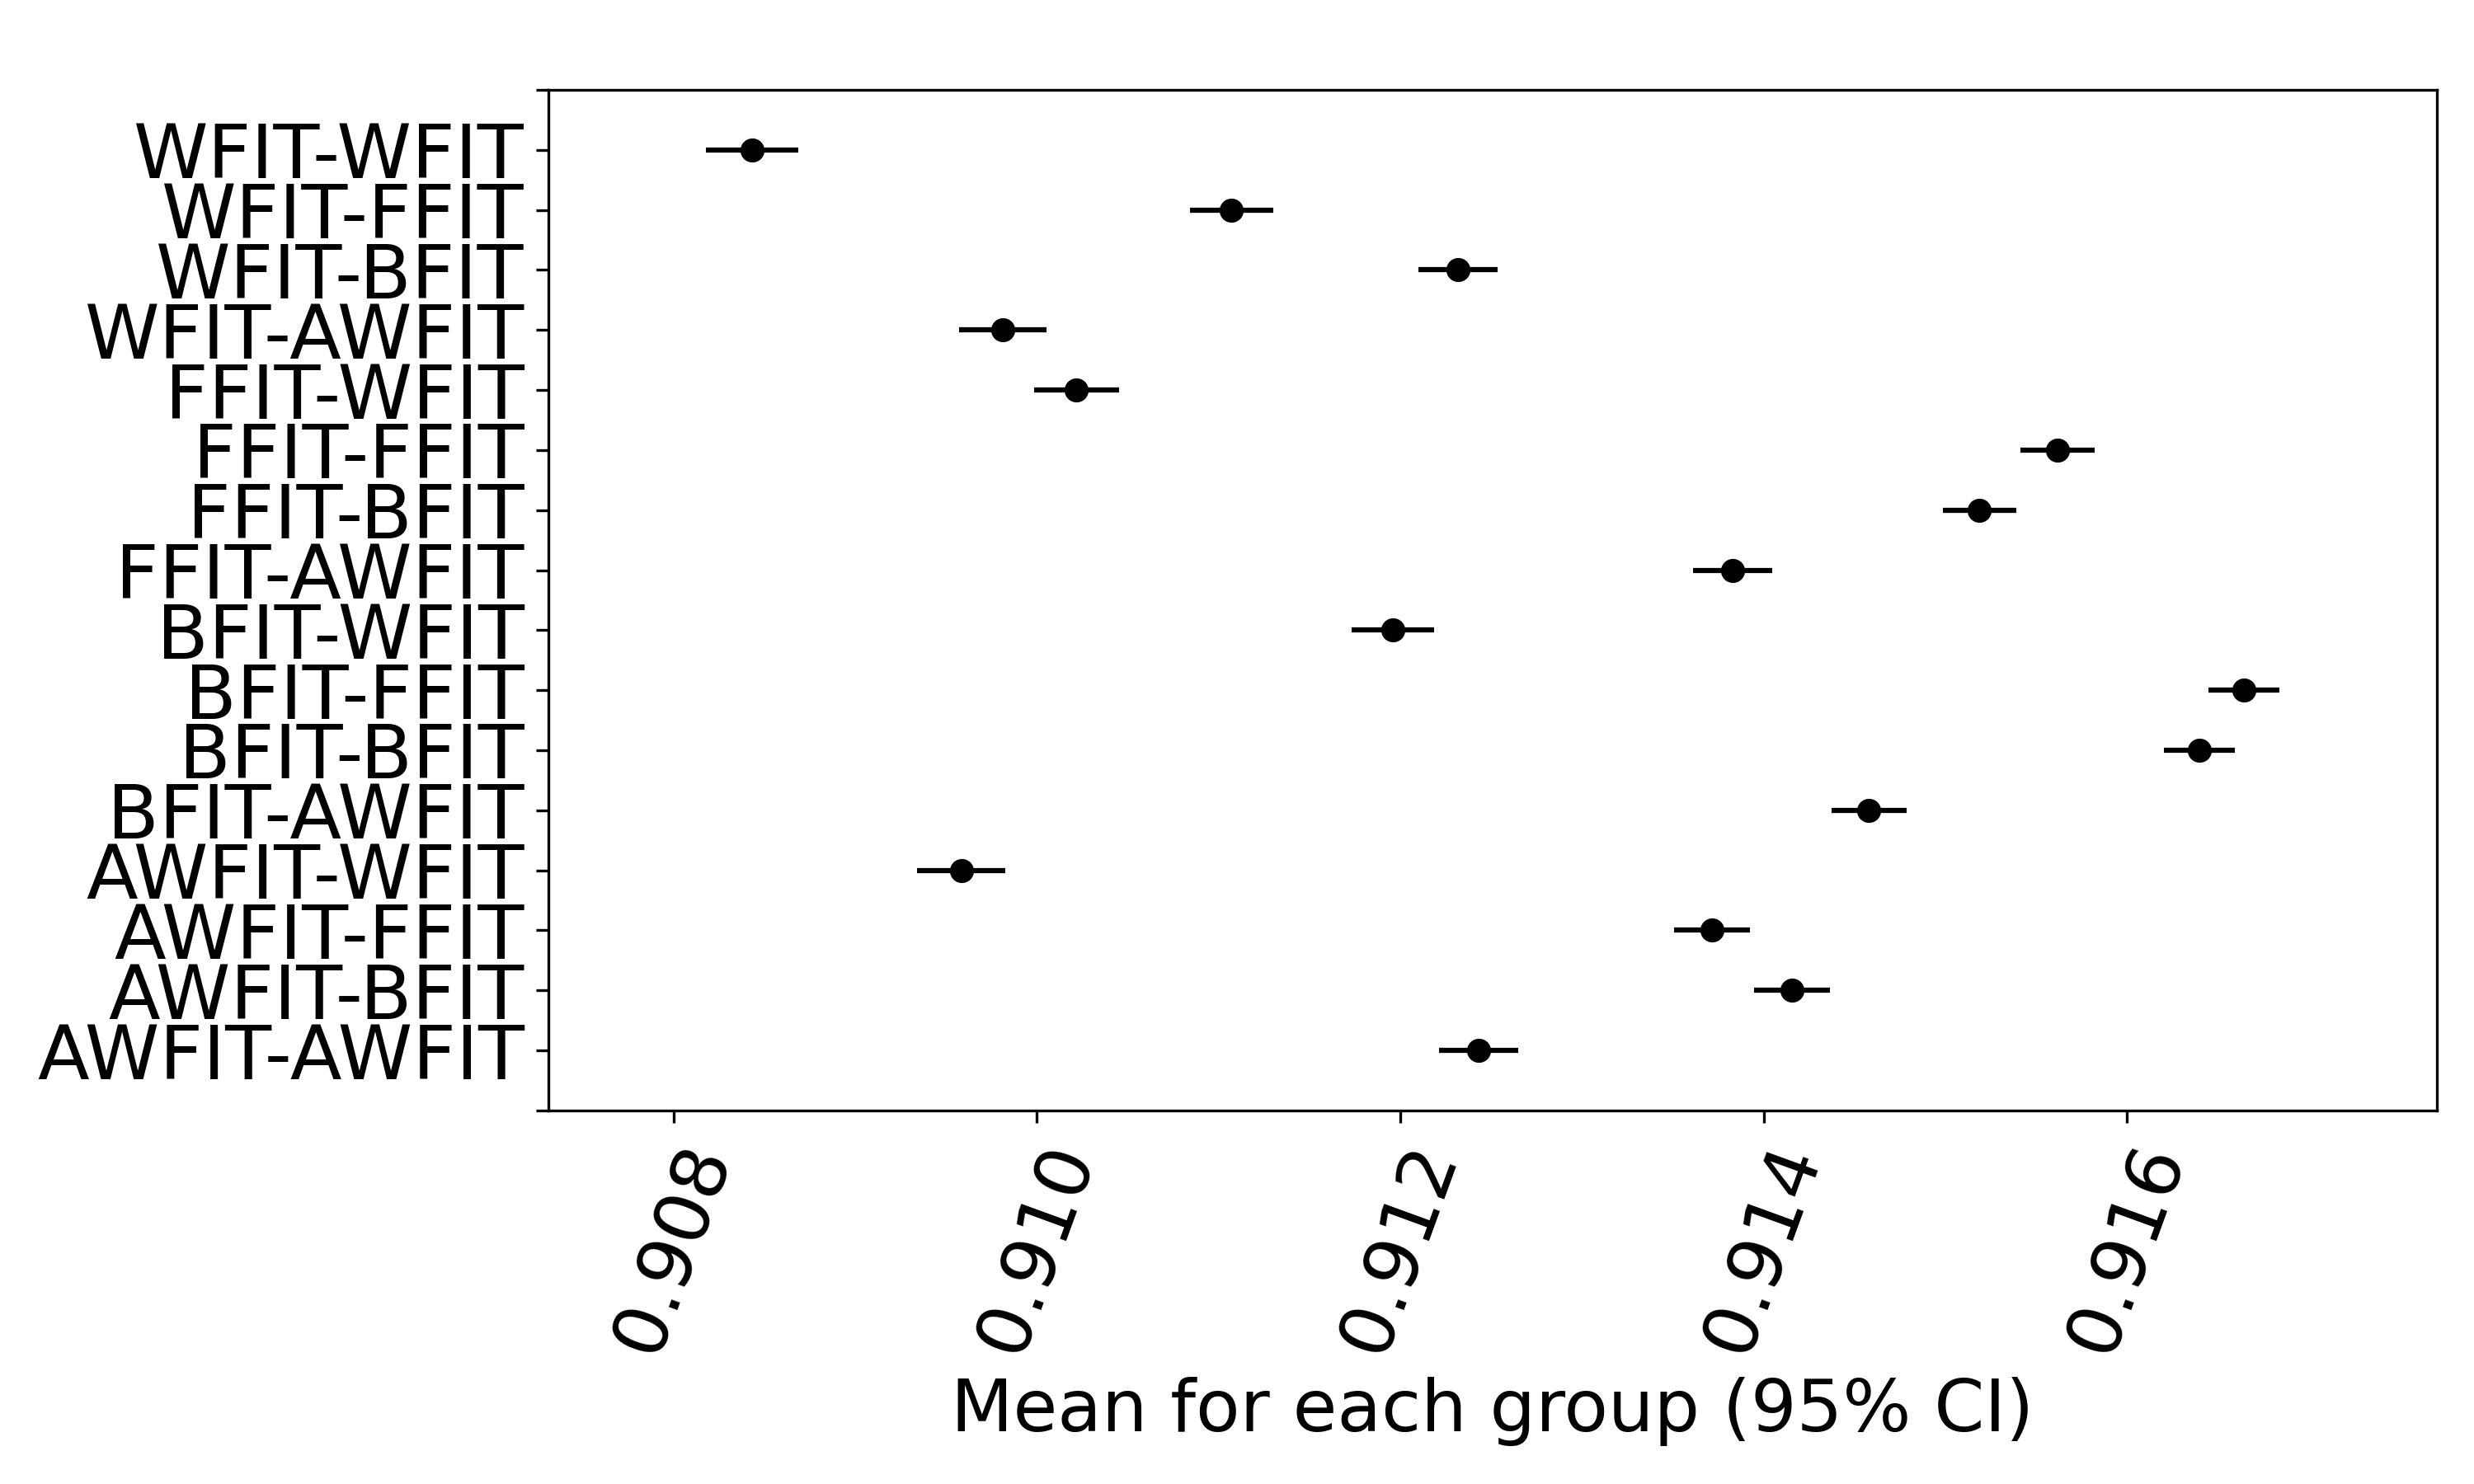 WFIT-WFIT
WFIT-FFIT
WFIT-BFIT
WFIT-AWFIT
FFIT-WFIT
FFIT-FFIT
FFIT-BFIT
FFIT-AWFIT
BFIT-WFIT
BFIT-FFIT
BFIT-BFIT
BFIT-AWFIT
AWFIT-WFIT
AWFIT-FFIT
AWFIT-BFIT
AWFIT-AWFIT
0.908 0.910 0.912 0.914 0.916
Mean for each group (95% CI)